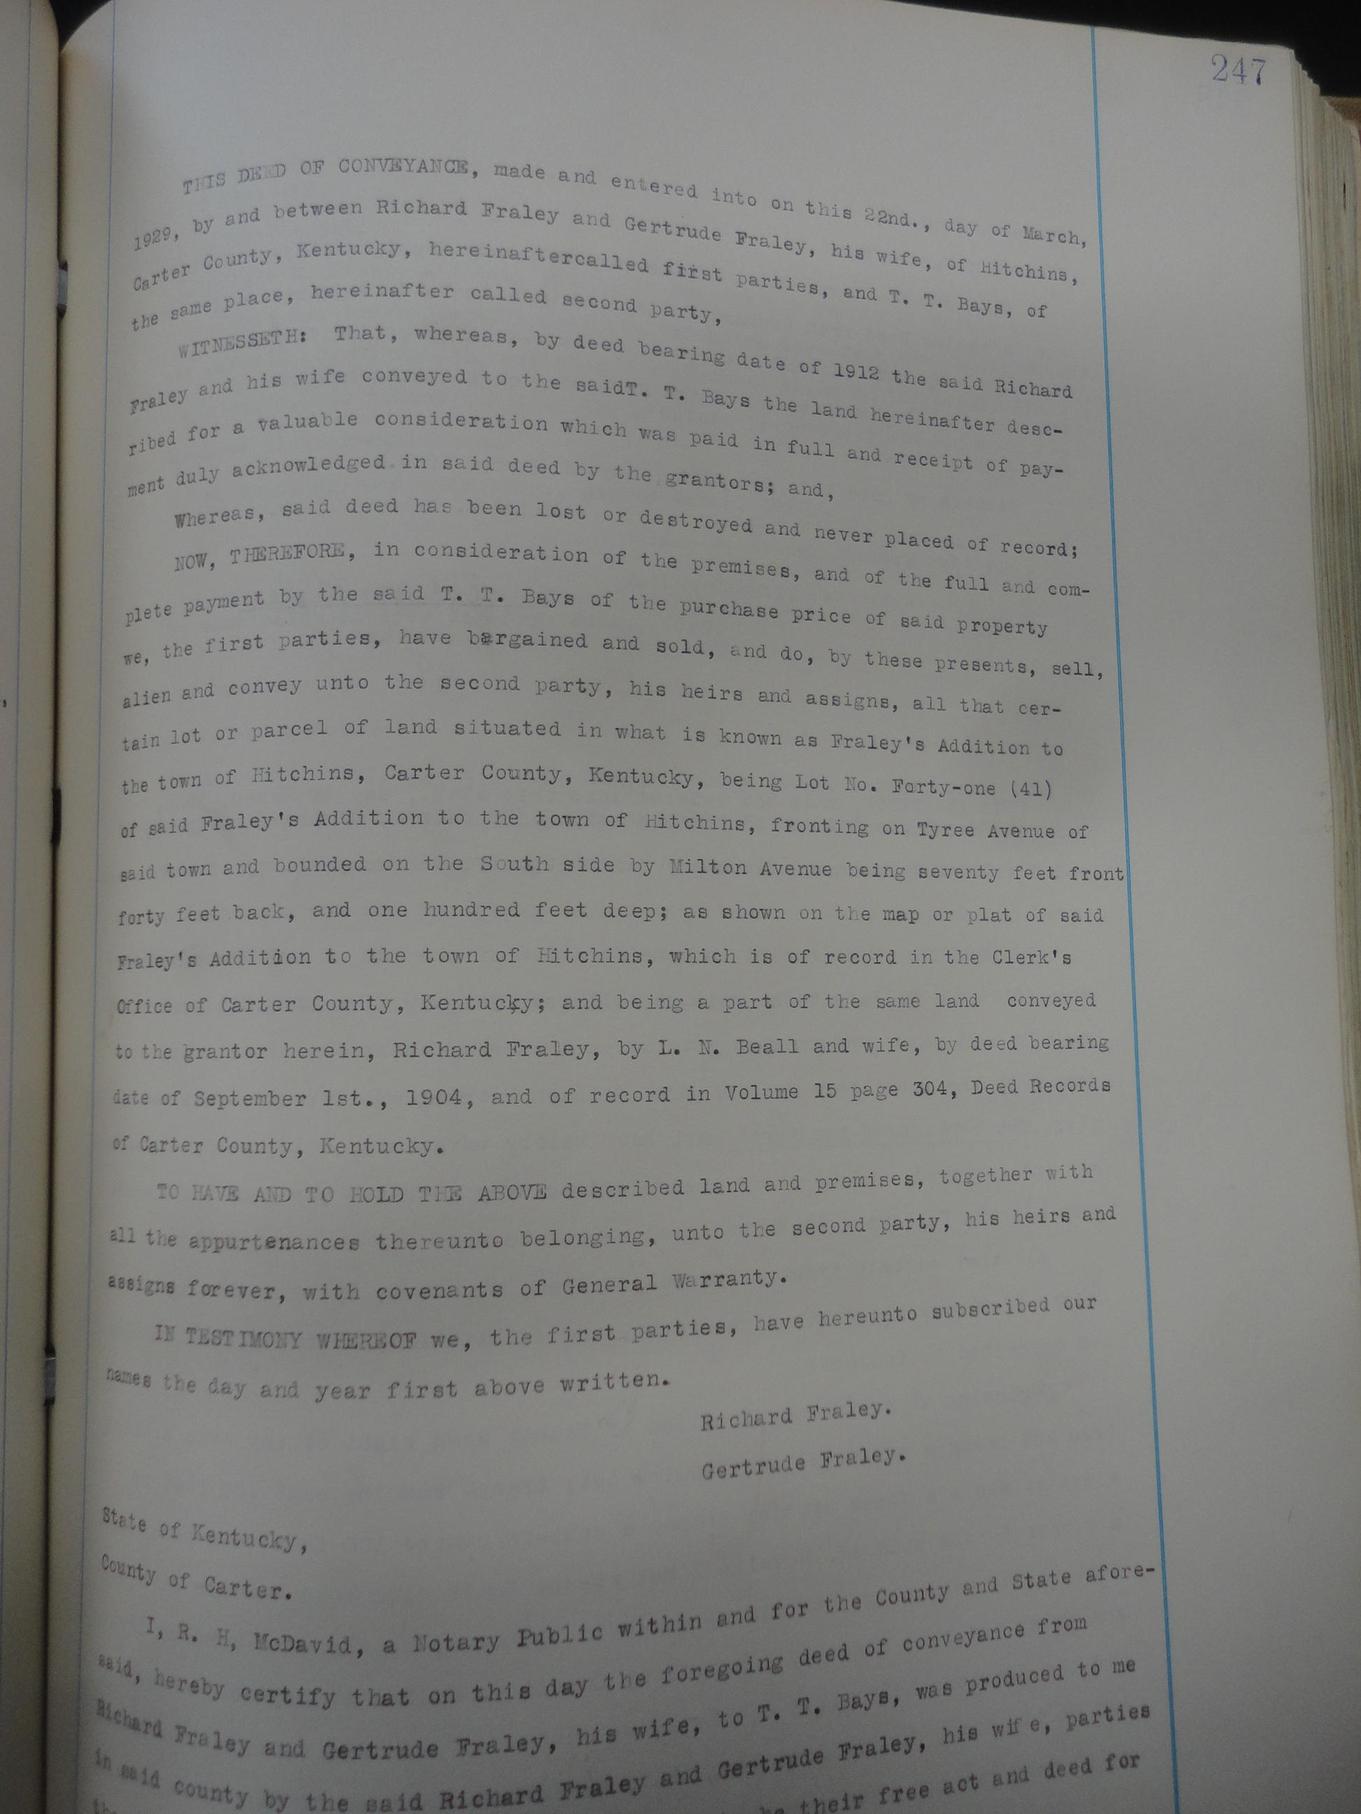 247
THIS DEED OF CONVEYANCE, made and entered into on this 22nd., day of March,
1929, by and between Richard Fraley and Gertrude Fraley, his wife, of Hitchins,
Carter County, Kentucky, hereinaftercalled first parties, and T. T. Bays, of
the same place, hereinafter called second party,
WITNESSETH: That, whereas, by deed bearing date of 1912 the said Richard
Fraley and his wife conveyed to the saidT. T. Bays the land hereinafter desc-
ribed for a valuable consideration which was paid in full and receipt of pay-
ment duly acknowledged in said deed by the grantors; and,
Whereas, said deed has been lost or destroyed and never placed of record;
NOW, THEREFORE, in consideration of the premises, and of the full and com-
plete payment by the said T. T. Bays of the purchase price of said property
we, the first parties, have bargained and sold, and do, by these presents, sell,
alien and convey unto the second party, his heirs and assigns, all that cer-
tain lot or parcel of land situated in what is known as Fraley's Addition to
the town of Hitchins, Carter County, Kentucky, being Lot No. Forty-one (41)
of said Fraley's Addition to the town of Hitchins, fronting on Tyree Avenue of
said town and bounded on the South side by Milton Avenue being seventy feet front
forty feet back, and one hundred feet deep; as shown on the map or plat of said
Fraley's Addition to the town of Hitchins, which is of record in the Clerk's
Office of Carter County, Kentucky; and being a part of the same land conveyed
to the grantor herein, Richard Fraley, by L. N. Beall and wife, by deed bearing
date of September 1st., 1904, and of record in Volume 15 page 304, Deed Records
of Carter County, Kentucky.
TO HAVE AND TO HOLD THE ABOVE described land and premises, together with
all the appurtenances thereunto belonging, unto the second party, his heirs and
assigns forever, with covenants of General Warranty.
IN TESTIMONY WHEREOF we, the first parties, have hereunto subscribed our
names the day and year first above written.
Richard Fraley.
Gertrude Fraley.
State of Kentucky,
County of Carter.
I, R. H, McDavid, a Notary Public within and for the County and State afore-
said, hereby certify that on this day the foregoing deed of conveyance from
Richard Fraley and Gertrude Fraley, his wife, to T. T. Bays, was produced to me
in said county by the said Richard Fraley and Gertrude Fraley, his wife, parties
their free act and deed for